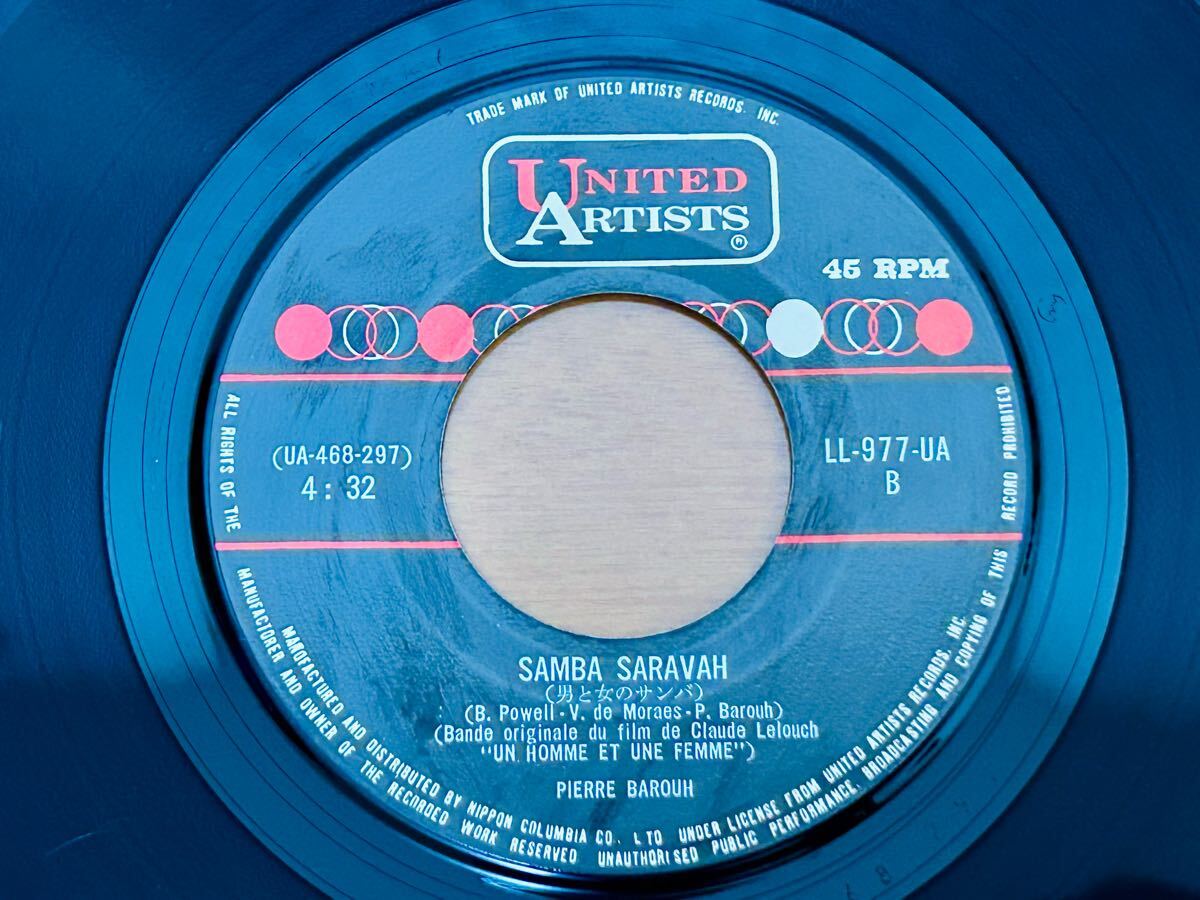 TRADE MARK OF UNITED ARTISTS RECORDS. INC.
UNITED
ARTISTS
®
45 RPM
(UA-468-297)
4:32
LL-977-UA
B
SAMBA SARAVAH
(男と女のサンバ)
(B. Powell-V. de Moraes-P. Barouh)
(Bande originale du film de Claude Lelouch
"UN HOMME ET UNE FEMME")
PIERRE BAROUH
MANUFACTURED AND DISTRIBUTED BY NIPPON COLUMBIA CO., LTD UNDER LICENSE FROM UNITED ARTISTS RECORDS, INC.
ALL RIGHTS OF THE MANUFACTORER AND OWNER OF THE RECORDED WORK RESERVED UNAUTHORISED PUBLIC PERFORMANCE, BROADCASTING AND COPYING OF THIS RECORD PROHIBITED